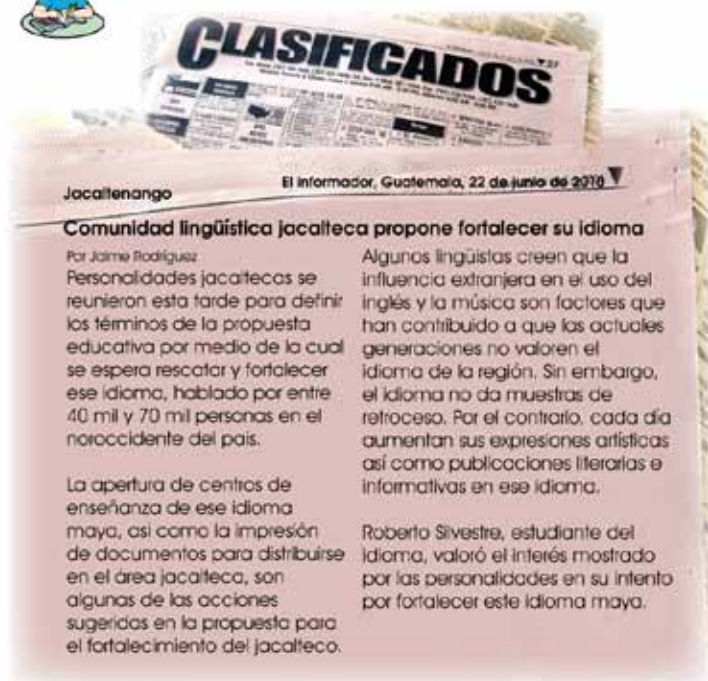 CLASIFICADOS
Jacaltenango
El Informador, Guatemala, 22 de junio de 2010
Comunidad lingüística jacalteca propone fortalecer su idioma
Por Jaime Rodríguez
Personalidades jacaltecas se
reunieron esta tarde para definir
los términos de la propuesta
educativa por medio de la cual
se espera rescatar y fortalecer
ese idioma, hablado por entre
40 mil y 70 mil personas en el
noroccidente del país.
La apertura de centros de
enseñanza de ese idioma
maya, así como la impresión
de documentos para distribuirse
en el área jacalteca, son
algunas de las acciones
sugeridas en la propuesta para
el fortalecimiento del jacalteco.
Algunos lingüistas creen que la
influencia extranjera en el uso del
inglés y la música son factores que
han contribuido a que las actuales
generaciones no valoren el
idioma de la región. Sin embargo,
el idioma no da muestras de
retroceso. Por el contrario, cada día
aumentan sus expresiones artísticas
así como publicaciones literarias e
informativas en ese idioma.
Roberto Silvestre, estudiante del
idioma, valoró el interés mostrado
por las personalidades en su intento
por fortalecer este idioma maya.